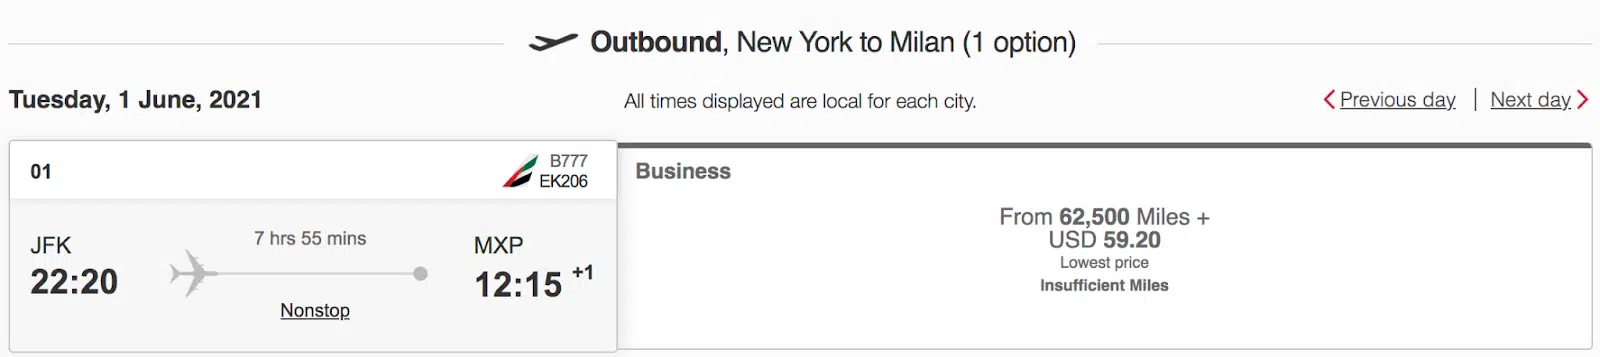 Outbound, New York to Milan (1 option)
Tuesday, 1 June, 2021
All times displayed are local for each city.
Previous day | Next day
01
B777
EK206
JFK
22:20
7 hrs 55 mins
Nonstop
MXP
12:15 +1
Business
From 62,500 Miles +
USD 59.20
Lowest price
Insufficient Miles